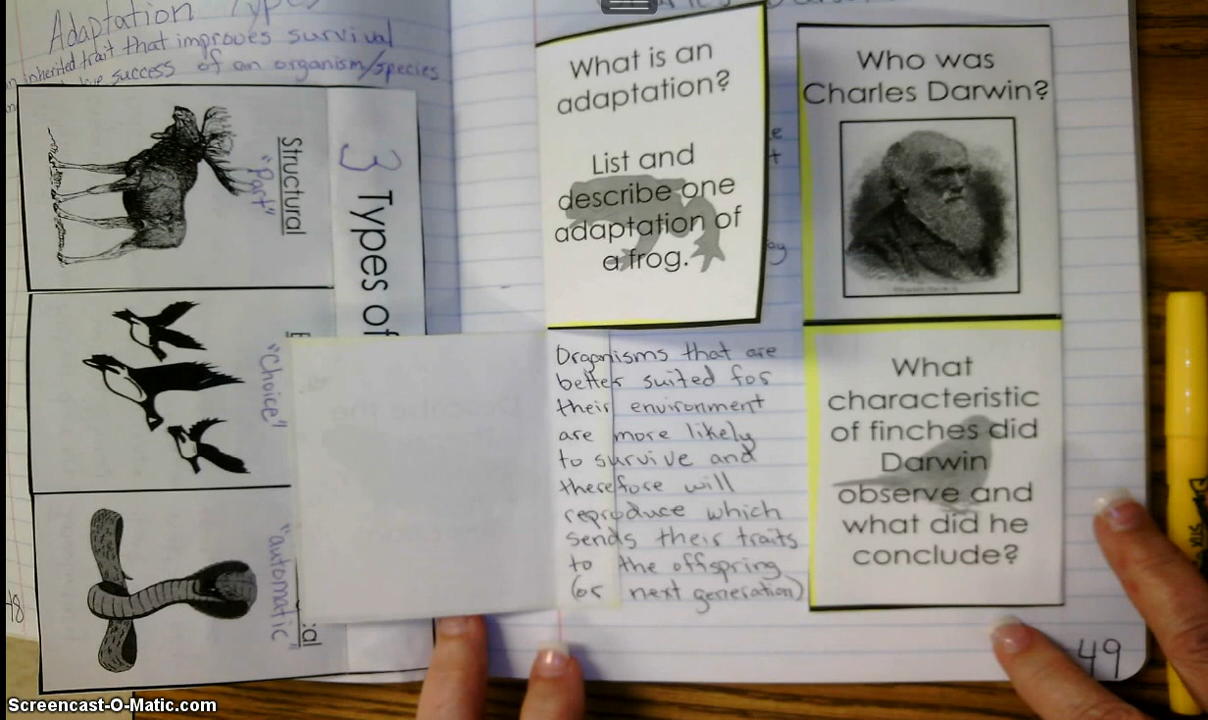 Adaptation Types
inherited trait that improves survival
success of an organism/species
Structural
"Part"
"Choice"
"automatic"
3 Types of
48
What is an
adaptation?
List and
describe one
adaptation of
a frog.
Who was
Charles Darwin?
Organisms that are
better suited for
their environment
are more likely
to survive and
therefore will
reproduce which
sends their traits
to the offspring
(or next generation)
What
characteristic
of finches did
Darwin
observe and
what did he
conclude?
49
Screencast-O-Matic.com